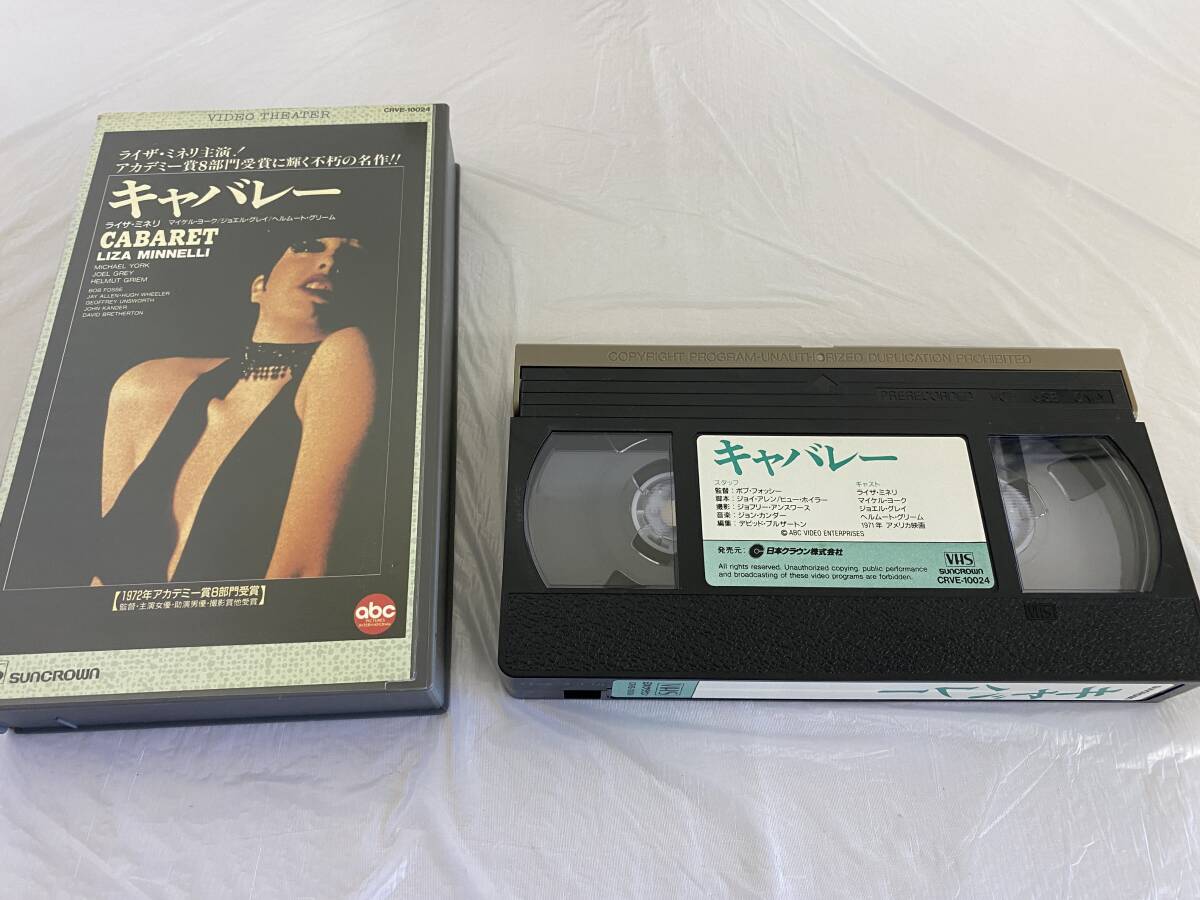 VIDEO THEATER
CRVE-10024
ライザ・ミネリ主演!
アカデミー賞8部門受賞に輝く不朽の名作!!
キャバレー
ライザ・ミネリ マイケル・ヨーク/ジョエル・グレイ/ヘルムート・グリーム
CABARET
LIZA MINNELLI
MICHAEL YORK
JOEL GREY
HELMUT GRIEM
BOB FOSSE
JAY ALLEN・HUGH WHEELER
GEOFFREY UNSWORTH
JOHN KANDER
DAVID BRETHERTON
【1972年アカデミー賞8部門受賞】
監督・主演女優・助演男優・撮影賞他受賞
abc
PICTURES
INTERNATIONAL
SUNCROWN
COPYRIGHT PROGRAM-UNAUTHORIZED DUPLICATION PROHIBITED
PRERECORDED NOT USE ONLY
キャバレー
スタッフ
監督:ボブ・フォッシー
脚本:ジョイ・アレン/ヒュー・ホイラー
撮影:ジョフリー・アンスワース
音楽:ジョン・カンダー
編集:デビッド・ブルザートン
キャスト
ライザ・ミネリ
マイケル・ヨーク
ジョエル・グレイ
ヘルムート・グリーム
1971年 アメリカ映画
© ABC VIDEO ENTERPRISES
発売元: 日本クラウン株式会社
All rights reserved. Unauthorized copying, public performance
and broadcasting of these video programs are forbidden.
VHS
SUNCROWN
CRVE-10024
VHS
キャバレー
VHS